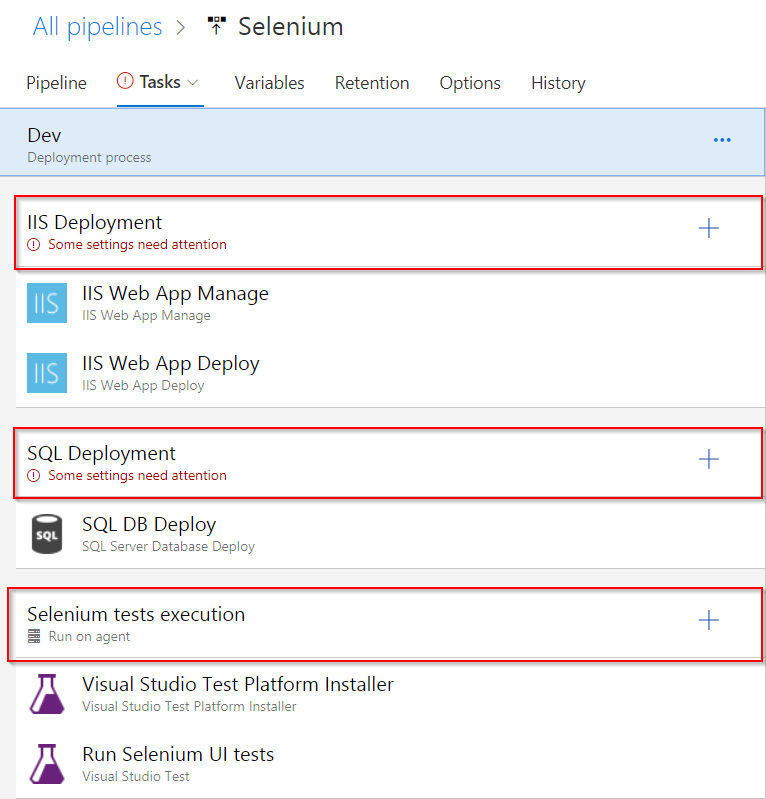 All pipelines > Selenium
Pipeline Tasks Variables Retention Options History
Dev
Deployment process
IIS Deployment
Some settings need attention
IIS
IIS Web App Manage
IIS Web App Manage
IIS
IIS Web App Deploy
IIS Web App Deploy
SQL Deployment
Some settings need attention
SQL
SQL DB Deploy
SQL Server Database Deploy
Selenium tests execution
Run on agent
Visual Studio Test Platform Installer
Visual Studio Test Platform Installer
Run Selenium UI tests
Visual Studio Test